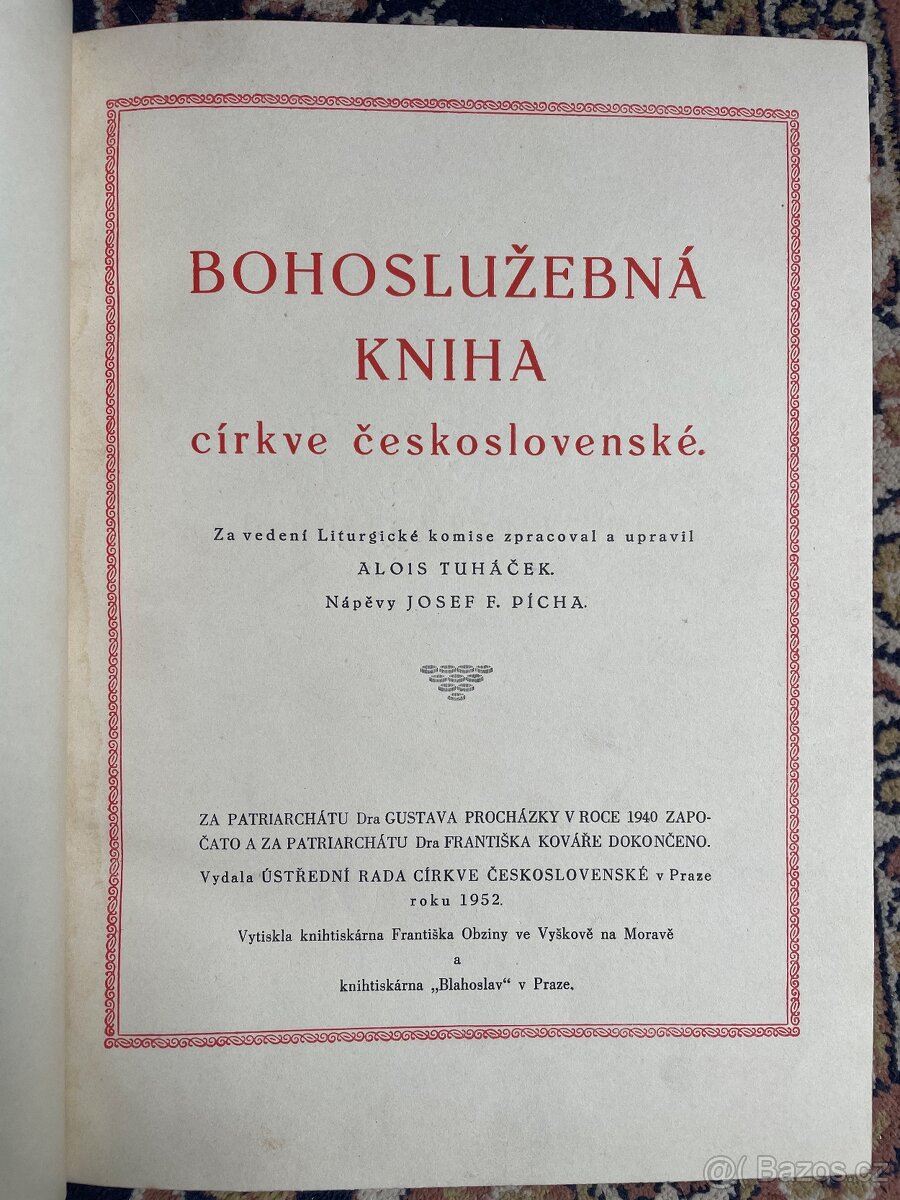 BOHOSLUŽEBNÁ
KNIHA
církve československé.
Za vedení Liturgické komise zpracoval a upravil
ALOIS TUHÁČEK.
Nápěvy JOSEF F. PÍCHA.
ZA PATRIARCHÁTU Dra GUSTAVA PROCHÁZKY V ROCE 1940 ZAPO-
ČATO A ZA PATRIARCHÁTU Dra FRANTIŠKA KOVÁŘE DOKONČENO.
Vydala ÚSTŘEDNÍ RADA CÍRKVE ČESKOSLOVENSKÉ v Praze
roku 1952.
Vytiskla knihtiskárna Františka Obziny ve Vyškově na Moravě
a
knihtiskárna „Blahoslav" v Praze.
@( Bazos.cz